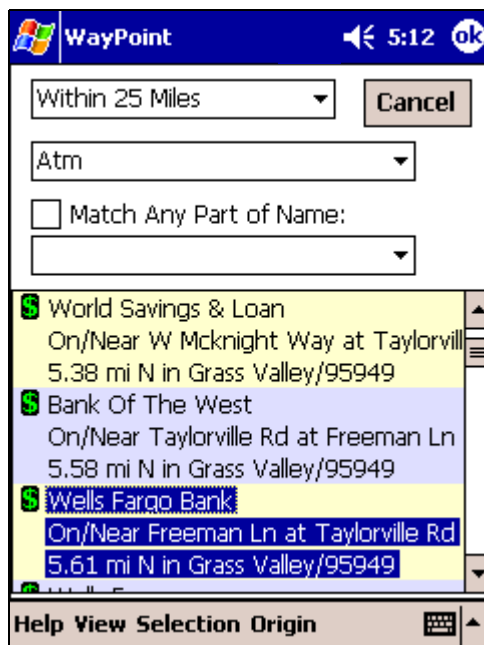 WayPoint 5:12 ok
Within 25 Miles
Cancel
Atm
Match Any Part of Name:
$ World Savings & Loan
On/Near W Mcknight Way at Taylorvill
5.38 mi N in Grass Valley/95949
$ Bank Of The West
On/Near Taylorville Rd at Freeman Ln
5.58 mi N in Grass Valley/95949
$ Wells Fargo Bank
On/Near Freeman Ln at Taylorville Rd
5.61 mi N in Grass Valley/95949
Help View Selection Origin